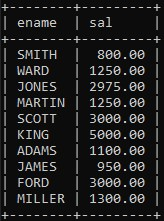 +--------+---------+
| ename | sal |
+--------+---------+
| SMITH | 800.00 |
| WARD | 1250.00 |
| JONES | 2975.00 |
| MARTIN | 1250.00 |
| SCOTT | 3000.00 |
| KING | 5000.00 |
| ADAMS | 1100.00 |
| JAMES | 950.00 |
| FORD | 3000.00 |
| MILLER | 1300.00 |
+--------+---------+